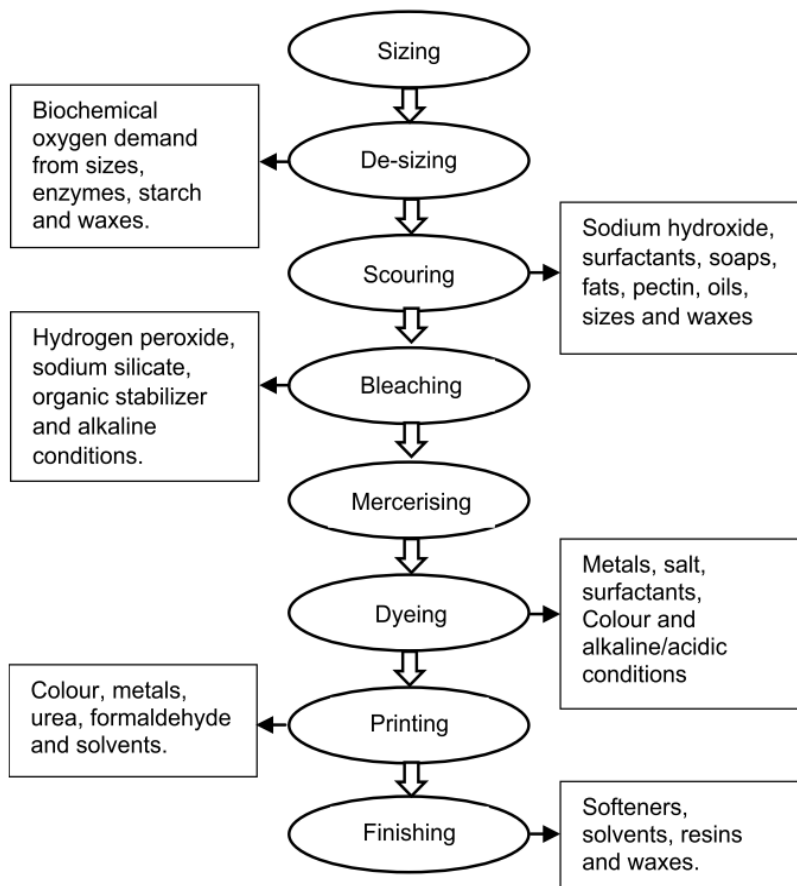 Sizing
Biochemical
oxygen demand
from sizes,
enzymes, starch
and waxes.
De-sizing
Scouring
Sodium hydroxide,
surfactants, soaps,
fats, pectin, oils,
sizes and waxes
Hydrogen peroxide,
sodium silicate,
organic stabilizer
and alkaline
conditions.
Bleaching
Mercerising
Dyeing
Metals, salt,
surfactants,
Colour and
alkaline/acidic
conditions
Colour, metals,
urea, formaldehyde
and solvents.
Printing
Finishing
Softeners,
solvents, resins
and waxes.